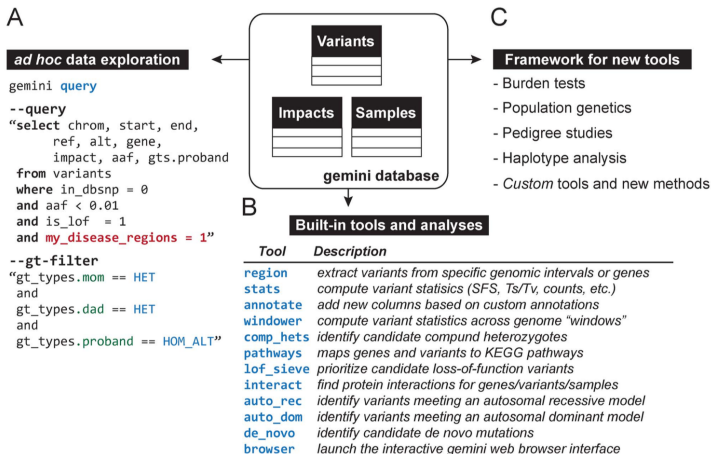 A
ad hoc data exploration
gemini query
--query
“select chrom, start, end,
ref, alt, gene,
impact, aaf, gts.proband
from variants
where in_dbsnp = 0
and aaf < 0.01
and is_lof = 1
and my_disease_regions = 1”
--gt-filter
“gt_types.mom == HET
and
gt_types.dad == HET
and
gt_types.proband == HOM_ALT”
Variants
Impacts
Samples
gemini database
C
Framework for new tools
- Burden tests
- Population genetics
- Pedigree studies
- Haplotype analysis
- Custom tools and new methods
B
Built-in tools and analyses
Tool Description
region extract variants from specific genomic intervals or genes
stats compute variant statisics (SFS, Ts/Tv, counts, etc.)
annotate add new columns based on custom annotations
windower compute variant statistics across genome “windows”
comp_hets identify candidate compund heterozygotes
pathways maps genes and variants to KEGG pathways
lof_sieve prioritize candidate loss-of-function variants
interact find protein interactions for genes/variants/samples
auto_rec identify variants meeting an autosomal recessive model
auto_dom identify variants meeting an autosomal dominant model
de_novo identify candidate de novo mutations
browser launch the interactive gemini web browser interface